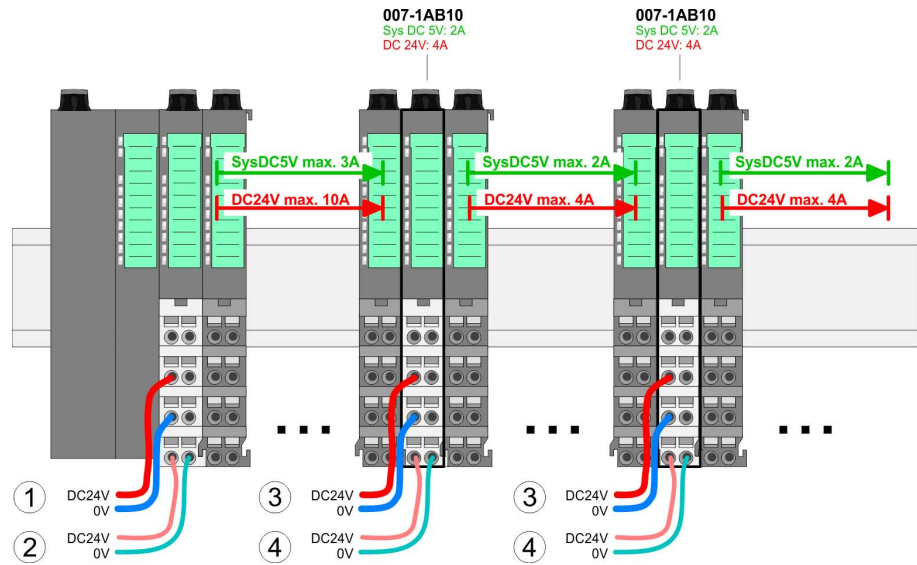 007-1AB10
Sys DC 5V: 2A
DC 24V: 4A
007-1AB10
Sys DC 5V: 2A
DC 24V: 4A
SysDC5V max. 3A
SysDC5V max. 2A
SysDC5V max. 2A
DC24V max. 10A
DC24V max. 4A
DC24V max. 4A
1 DC24V
0V
2 DC24V
0V
3 DC24V
0V
4 DC24V
0V
3 DC24V
0V
4 DC24V
0V